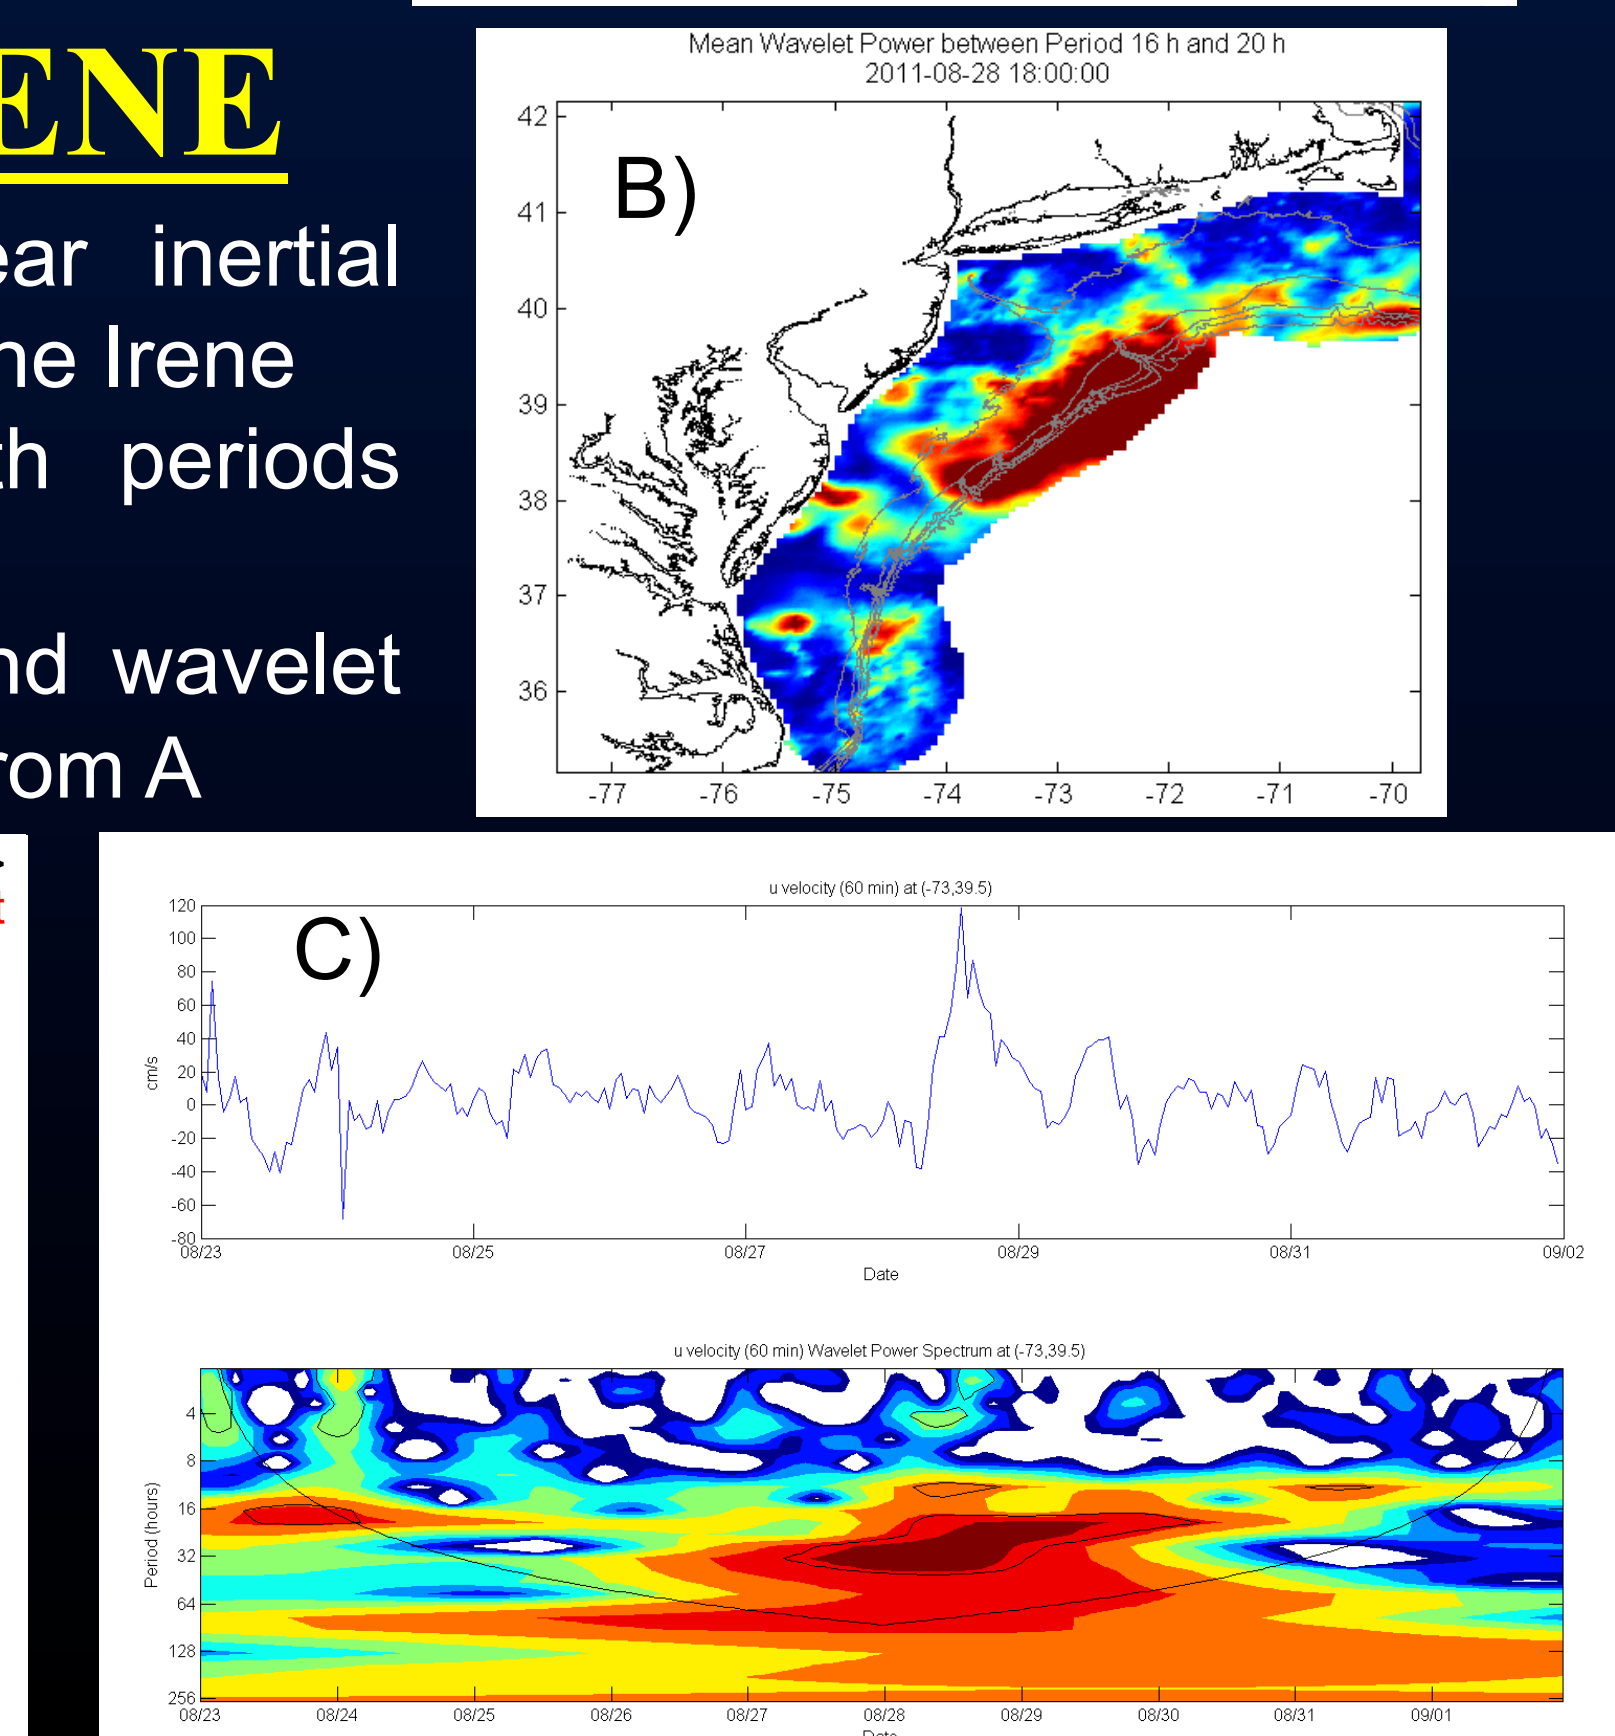 ENE
ear inertial
ne Irene
th periods
nd wavelet
rom A
t
Mean Wavelet Power between Period 16 h and 20 h
2011-08-28 18:00:00
B)
42
41
40
39
38
37
36
-77 -76 -75 -74 -73 -72 -71 -70
u velocity (60 min) at (-73,39.5)
C)
120
100
80
60
40
20
0
-20
-40
-60
-80
cm/s
08/23 08/25 08/27 08/29 08/31 09/02
Date
u velocity (60 min) Wavelet Power Spectrum at (-73,39.5)
4
8
16
32
64
128
256
Period (hours)
08/23 08/24 08/25 08/26 08/27 08/28 08/29 08/30 08/31 09/01
Date